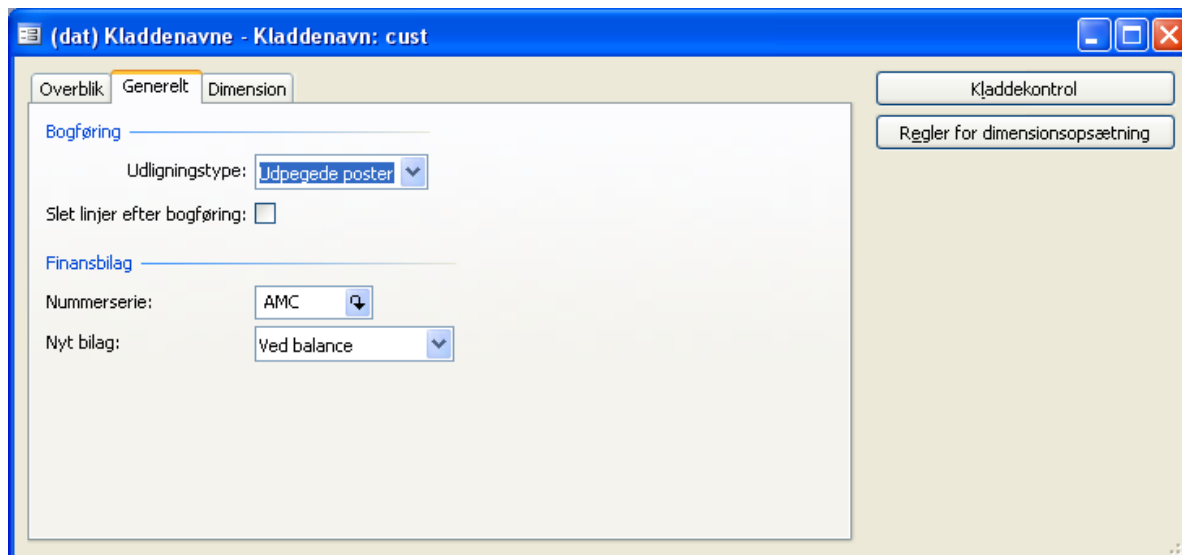 (dat) Kladdenavne - Kladdenavn: cust
Overblik Generelt Dimension
Kladdekontrol
Regler for dimensionsopsætning
Bogføring
Udligningstype: Udpegede poster
Slet linjer efter bogføring:
Finansbilag
Nummerserie: AMC
Nyt bilag: Ved balance